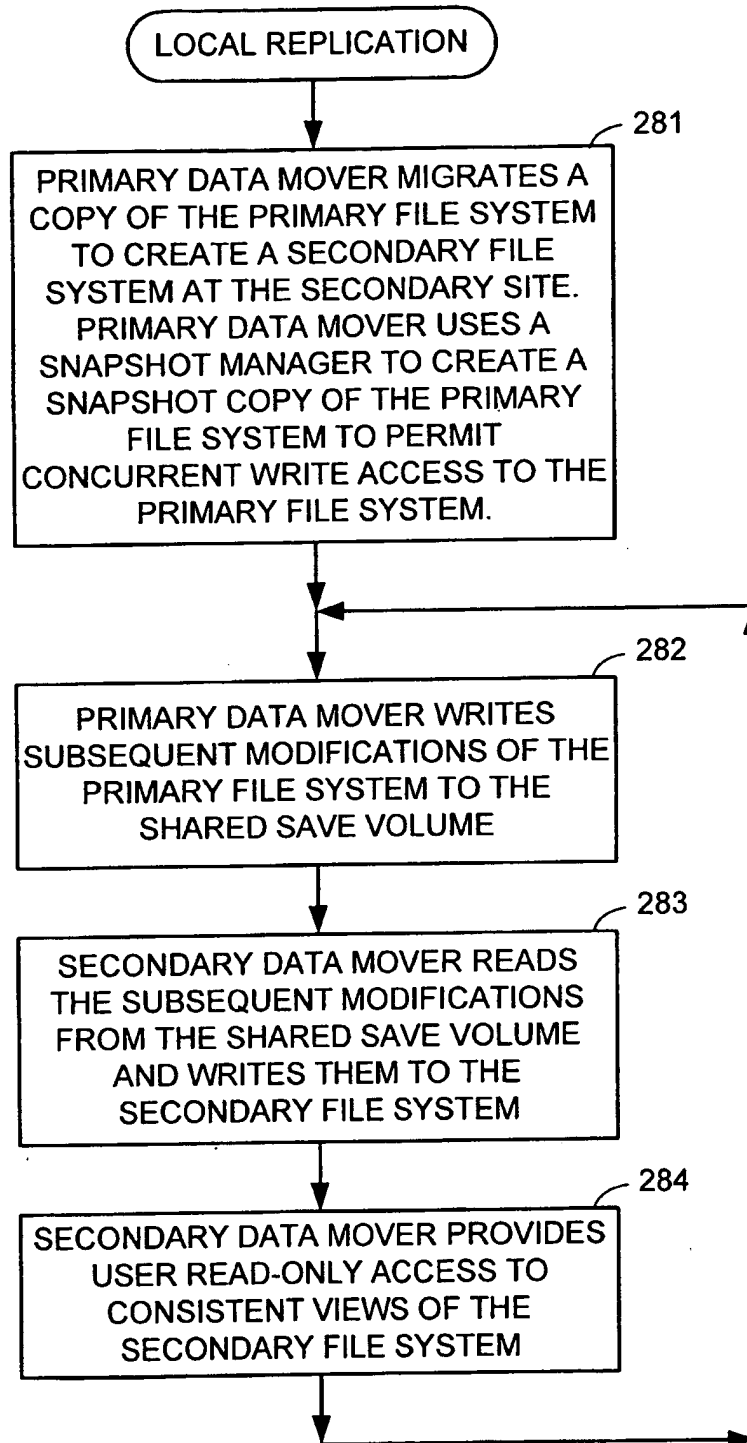 LOCAL REPLICATION
281
PRIMARY DATA MOVER MIGRATES A
COPY OF THE PRIMARY FILE SYSTEM
TO CREATE A SECONDARY FILE
SYSTEM AT THE SECONDARY SITE.
PRIMARY DATA MOVER USES A
SNAPSHOT MANAGER TO CREATE A
SNAPSHOT COPY OF THE PRIMARY
FILE SYSTEM TO PERMIT
CONCURRENT WRITE ACCESS TO THE
PRIMARY FILE SYSTEM.
282
PRIMARY DATA MOVER WRITES
SUBSEQUENT MODIFICATIONS OF THE
PRIMARY FILE SYSTEM TO THE
SHARED SAVE VOLUME
283
SECONDARY DATA MOVER READS
THE SUBSEQUENT MODIFICATIONS
FROM THE SHARED SAVE VOLUME
AND WRITES THEM TO THE
SECONDARY FILE SYSTEM
284
SECONDARY DATA MOVER PROVIDES
USER READ-ONLY ACCESS TO
CONSISTENT VIEWS OF THE
SECONDARY FILE SYSTEM